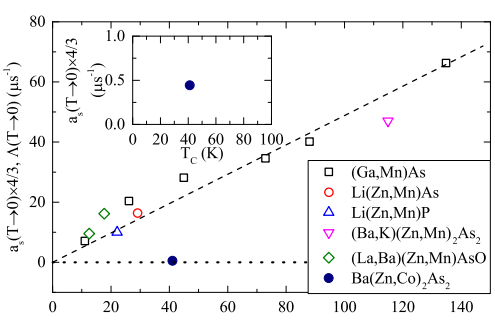 a_s(T→0)×4/3, Λ(T→0) (μs⁻¹)
80
60
40
20
0
a_s(T→0)×4/3
(μs⁻¹)
1.0
0.5
0.0
0 20 40 60 80 100
T_C (K)
(Ga,Mn)As
Li(Zn,Mn)As
Li(Zn,Mn)P
(Ba,K)(Zn,Mn)₂As₂
(La,Ba)(Zn,Mn)AsO
Ba(Zn,Co)₂As₂
0 20 40 60 80 100 120 140